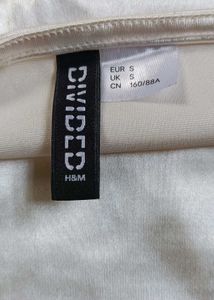 DIVIDED
H&M
EUR S
UK S
CN 160/88A